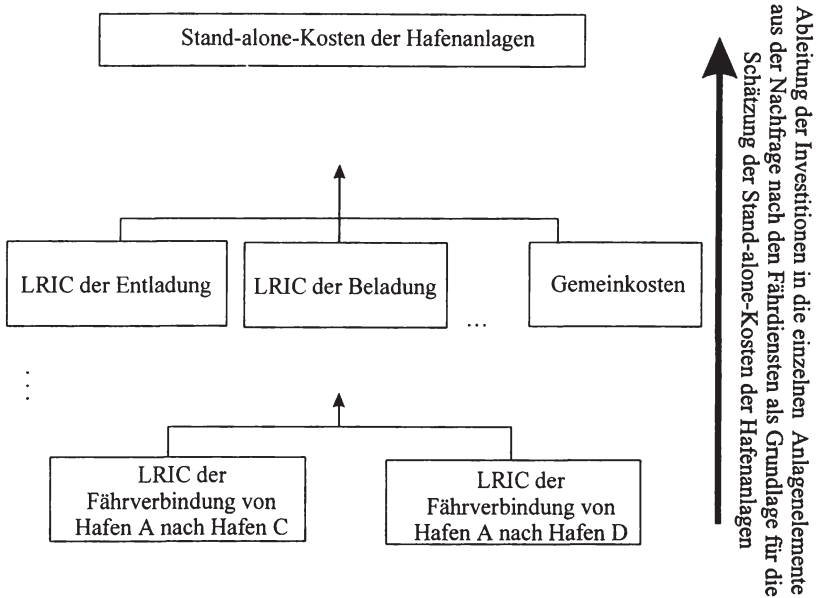 Stand-alone-Kosten der Hafenanlagen
LRIC der Entladung
LRIC der Beladung
...
Gemeinkosten
...
LRIC der
Fährverbindung von
Hafen A nach Hafen C
LRIC der
Fährverbindung von
Hafen A nach Hafen D
Ableitung der Investitionen in die einzelnen Anlagenelemente
aus der Nachfrage nach den Fährdiensten als Grundlage für die
Schätzung der Stand-alone-Kosten der Hafenanlagen